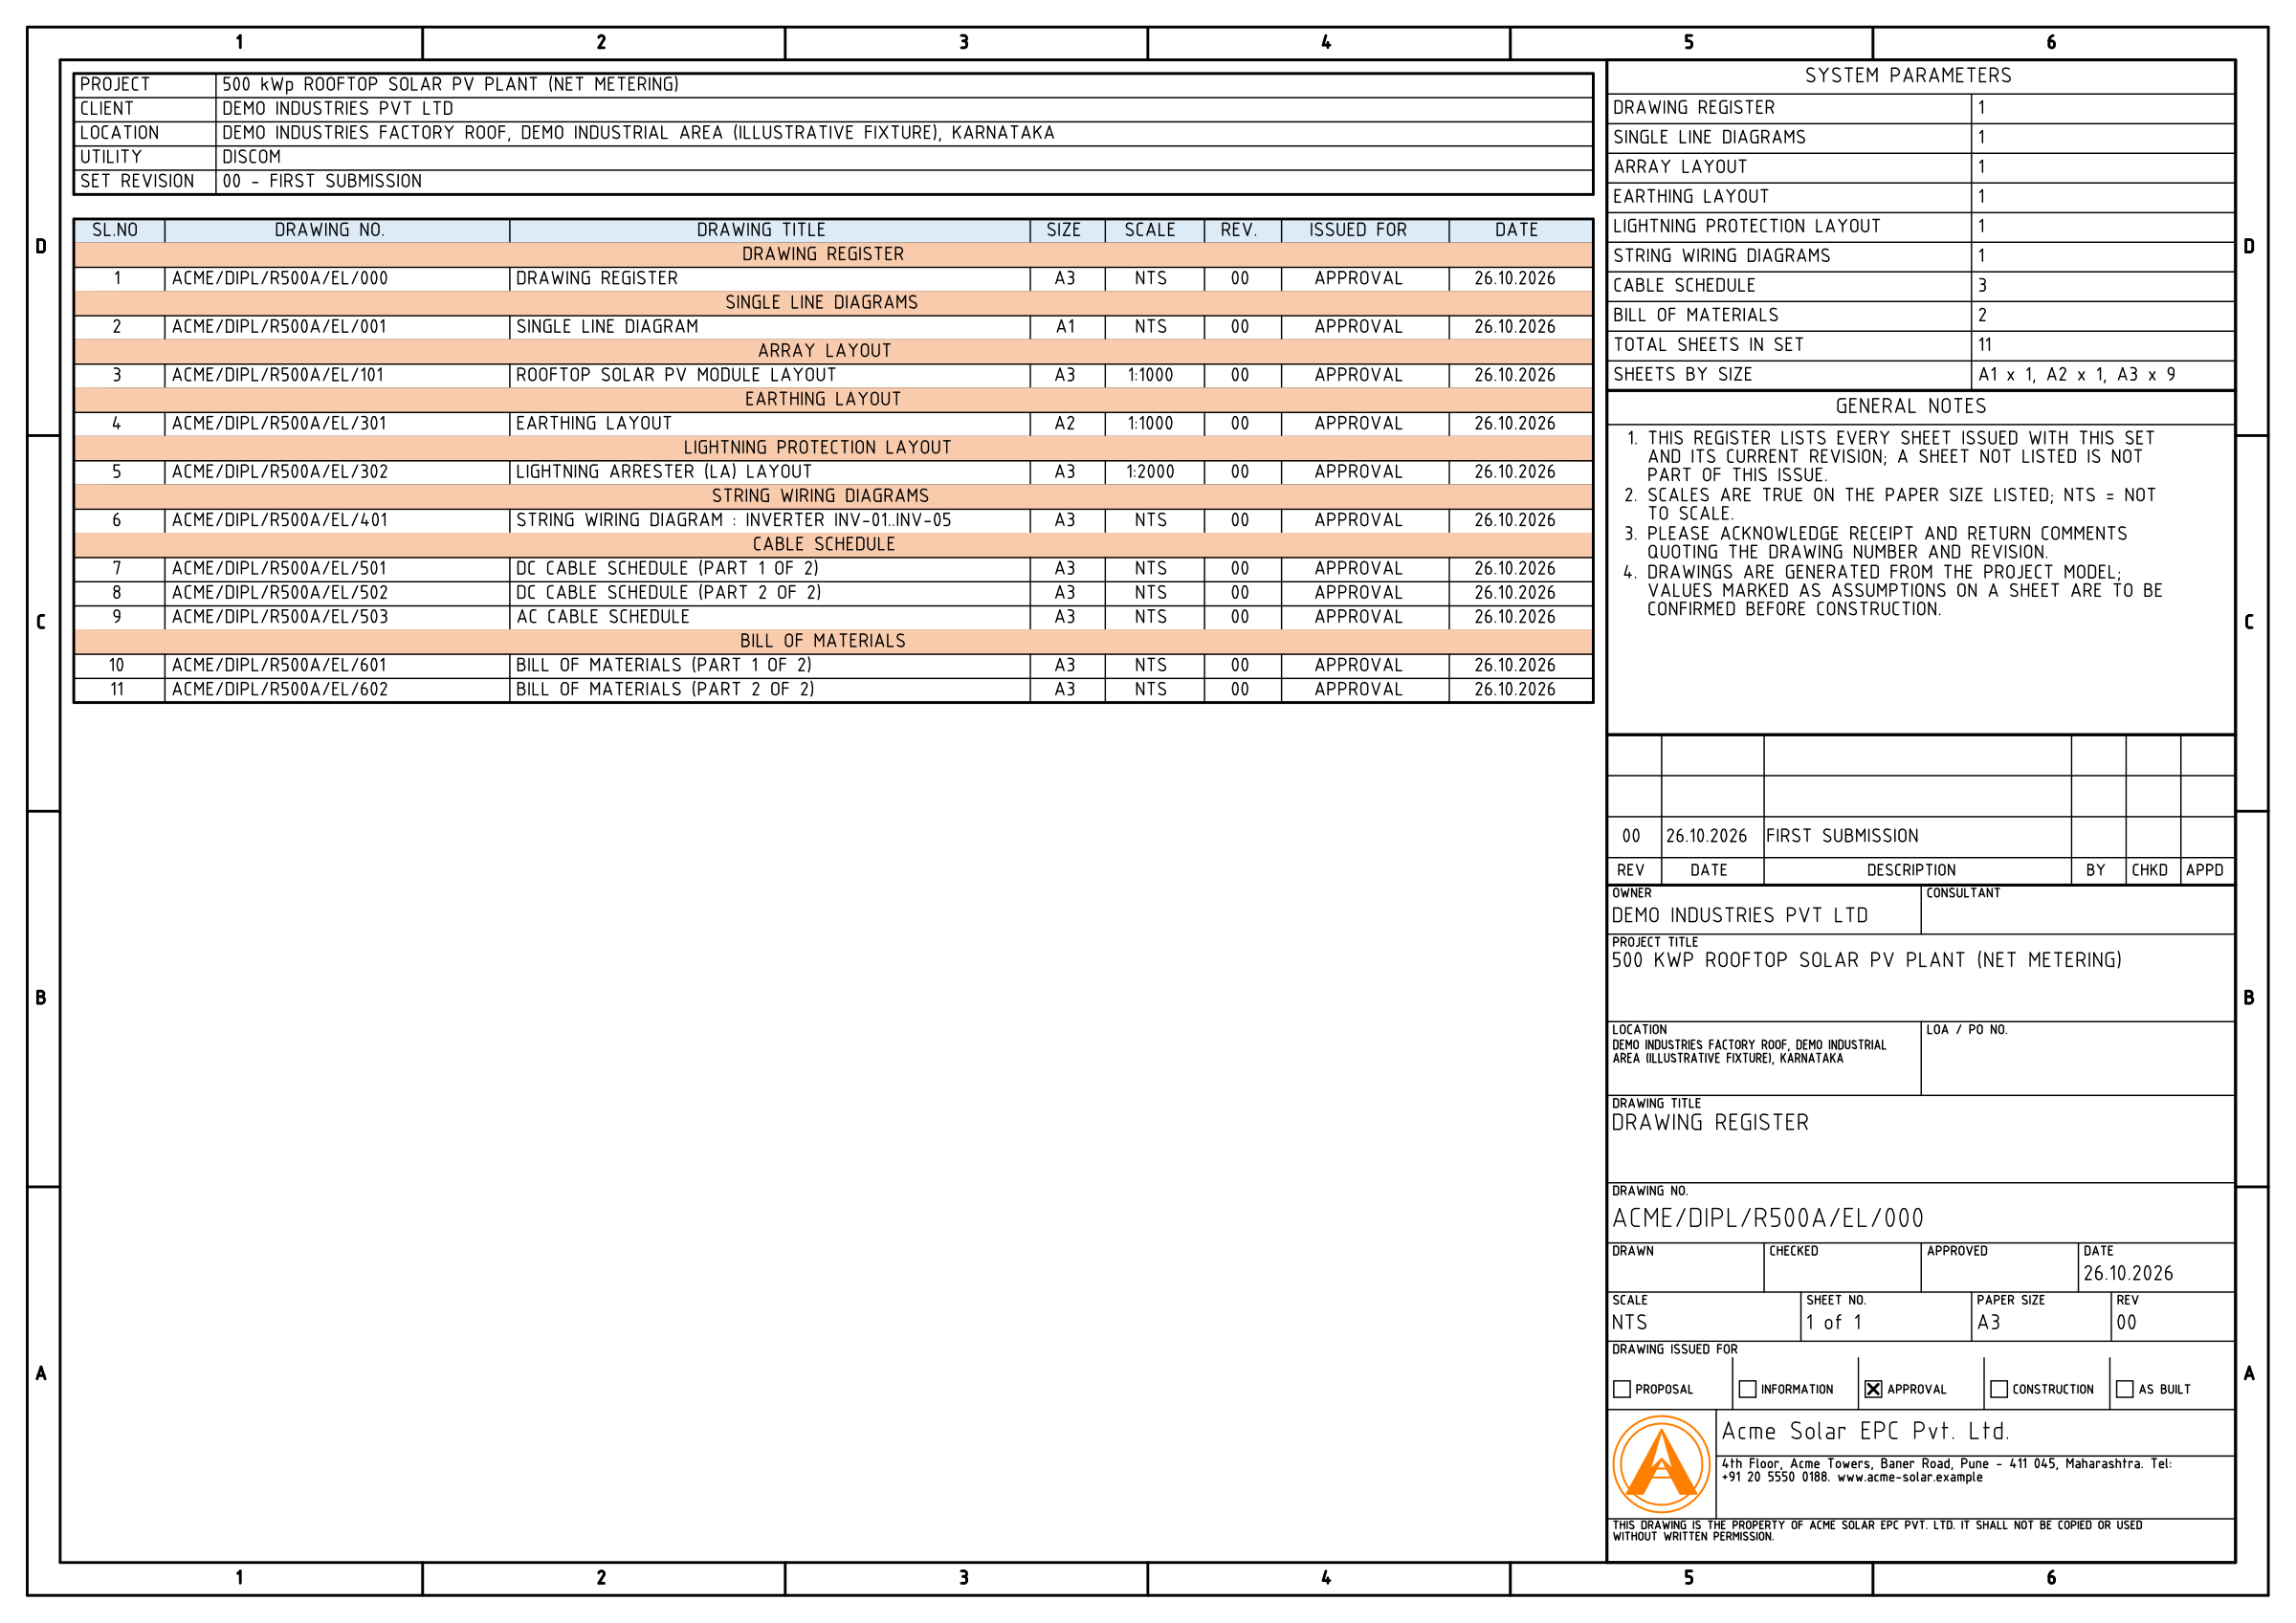 1 2 3 4 5 6
PROJECT 500 kWp ROOFTOP SOLAR PV PLANT (NET METERING)
CLIENT DEMO INDUSTRIES PVT LTD
LOCATION DEMO INDUSTRIES FACTORY ROOF, DEMO INDUSTRIAL AREA (ILLUSTRATIVE FIXTURE), KARNATAKA
UTILITY DISCOM
SET REVISION 00 - FIRST SUBMISSION
SL.NO DRAWING NO. DRAWING TITLE SIZE SCALE REV. ISSUED FOR DATE
DRAWING REGISTER
1 ACME/DIPL/R500A/EL/000 DRAWING REGISTER A3 NTS 00 APPROVAL 26.10.2026
SINGLE LINE DIAGRAMS
2 ACME/DIPL/R500A/EL/001 SINGLE LINE DIAGRAM A1 NTS 00 APPROVAL 26.10.2026
ARRAY LAYOUT
3 ACME/DIPL/R500A/EL/101 ROOFTOP SOLAR PV MODULE LAYOUT A3 1:1000 00 APPROVAL 26.10.2026
EARTHING LAYOUT
4 ACME/DIPL/R500A/EL/301 EARTHING LAYOUT A2 1:1000 00 APPROVAL 26.10.2026
LIGHTNING PROTECTION LAYOUT
5 ACME/DIPL/R500A/EL/302 LIGHTNING ARRESTER (LA) LAYOUT A3 1:2000 00 APPROVAL 26.10.2026
STRING WIRING DIAGRAMS
6 ACME/DIPL/R500A/EL/401 STRING WIRING DIAGRAM : INVERTER INV-01..INV-05 A3 NTS 00 APPROVAL 26.10.2026
CABLE SCHEDULE
7 ACME/DIPL/R500A/EL/501 DC CABLE SCHEDULE (PART 1 OF 2) A3 NTS 00 APPROVAL 26.10.2026
8 ACME/DIPL/R500A/EL/502 DC CABLE SCHEDULE (PART 2 OF 2) A3 NTS 00 APPROVAL 26.10.2026
9 ACME/DIPL/R500A/EL/503 AC CABLE SCHEDULE A3 NTS 00 APPROVAL 26.10.2026
BILL OF MATERIALS
10 ACME/DIPL/R500A/EL/601 BILL OF MATERIALS (PART 1 OF 2) A3 NTS 00 APPROVAL 26.10.2026
11 ACME/DIPL/R500A/EL/602 BILL OF MATERIALS (PART 2 OF 2) A3 NTS 00 APPROVAL 26.10.2026
SYSTEM PARAMETERS
DRAWING REGISTER 1
SINGLE LINE DIAGRAMS 1
ARRAY LAYOUT 1
EARTHING LAYOUT 1
LIGHTNING PROTECTION LAYOUT 1
STRING WIRING DIAGRAMS 1
CABLE SCHEDULE 3
BILL OF MATERIALS 2
TOTAL SHEETS IN SET 11
SHEETS BY SIZE A1 x 1, A2 x 1, A3 x 9
GENERAL NOTES
1. THIS REGISTER LISTS EVERY SHEET ISSUED WITH THIS SET
AND ITS CURRENT REVISION; A SHEET NOT LISTED IS NOT
PART OF THIS ISSUE.
2. SCALES ARE TRUE ON THE PAPER SIZE LISTED; NTS = NOT
TO SCALE.
3. PLEASE ACKNOWLEDGE RECEIPT AND RETURN COMMENTS
QUOTING THE DRAWING NUMBER AND REVISION.
4. DRAWINGS ARE GENERATED FROM THE PROJECT MODEL;
VALUES MARKED AS ASSUMPTIONS ON A SHEET ARE TO BE
CONFIRMED BEFORE CONSTRUCTION.
00 26.10.2026 FIRST SUBMISSION
REV DATE DESCRIPTION BY CHKD APPD
OWNER CONSULTANT
DEMO INDUSTRIES PVT LTD
PROJECT TITLE
500 KWP ROOFTOP SOLAR PV PLANT (NET METERING)
LOCATION LOA / PO NO.
DEMO INDUSTRIES FACTORY ROOF, DEMO INDUSTRIAL
AREA (ILLUSTRATIVE FIXTURE), KARNATAKA
DRAWING TITLE
DRAWING REGISTER
DRAWING NO.
ACME/DIPL/R500A/EL/000
DRAWN CHECKED APPROVED DATE
26.10.2026
SCALE SHEET NO. PAPER SIZE REV
NTS 1 of 1 A3 00
DRAWING ISSUED FOR
PROPOSAL INFORMATION APPROVAL CONSTRUCTION AS BUILT
Acme Solar EPC Pvt. Ltd.
4th Floor, Acme Towers, Baner Road, Pune - 411 045, Maharashtra. Tel:
+91 20 5550 0188. www.acme-solar.example
THIS DRAWING IS THE PROPERTY OF ACME SOLAR EPC PVT. LTD. IT SHALL NOT BE COPIED OR USED
WITHOUT WRITTEN PERMISSION.
D D
C C
B B
A A
1 2 3 4 5 6